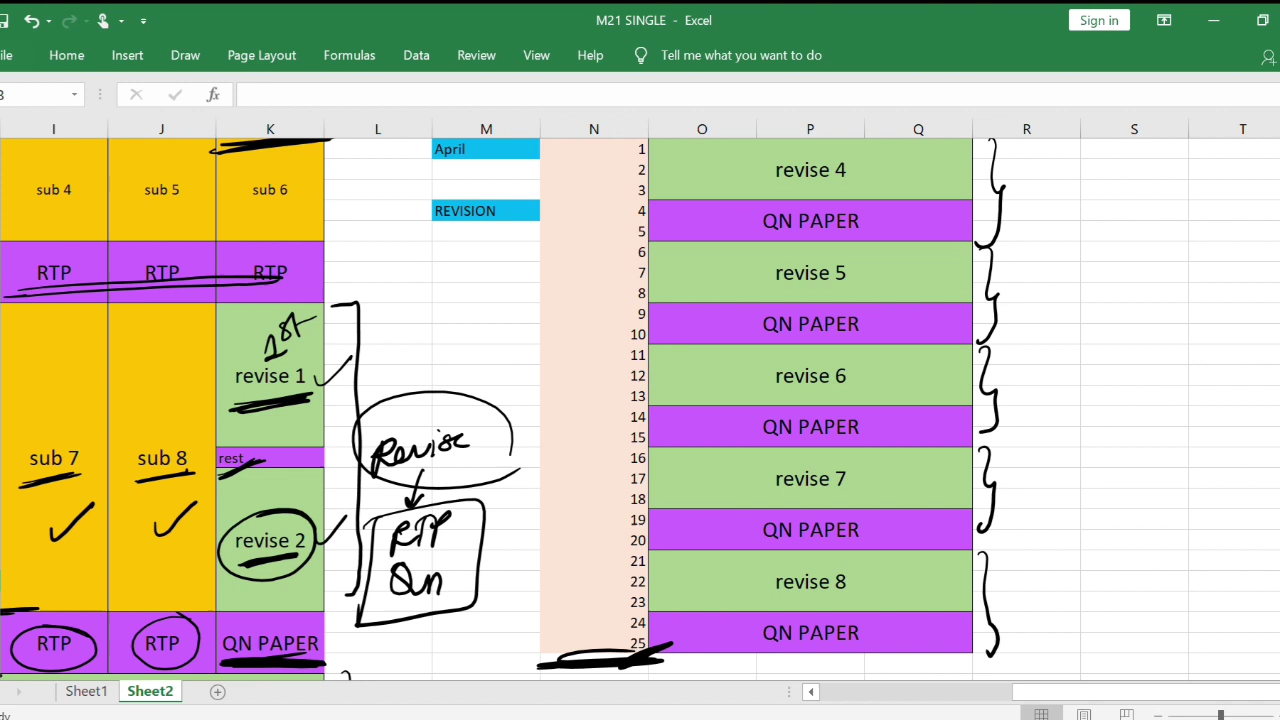 M21 SINGLE - Excel
Sign in
ile Home Insert Draw Page Layout Formulas Data Review View Help Tell me what you want to do
3 fx
I J K L M N O P Q R S T
sub 4 sub 5 sub 6
RTP RTP RTP
1st
revise 1
sub 7 sub 8 rest
revise 2
RTP RTP QN PAPER
Revise
RTP
Qn
April
REVISION
1
2
3
4
5
6
7
8
9
10
11
12
13
14
15
16
17
18
19
20
21
22
23
24
25
revise 4
QN PAPER
revise 5
QN PAPER
revise 6
QN PAPER
revise 7
QN PAPER
revise 8
QN PAPER
Sheet1 Sheet2
dy